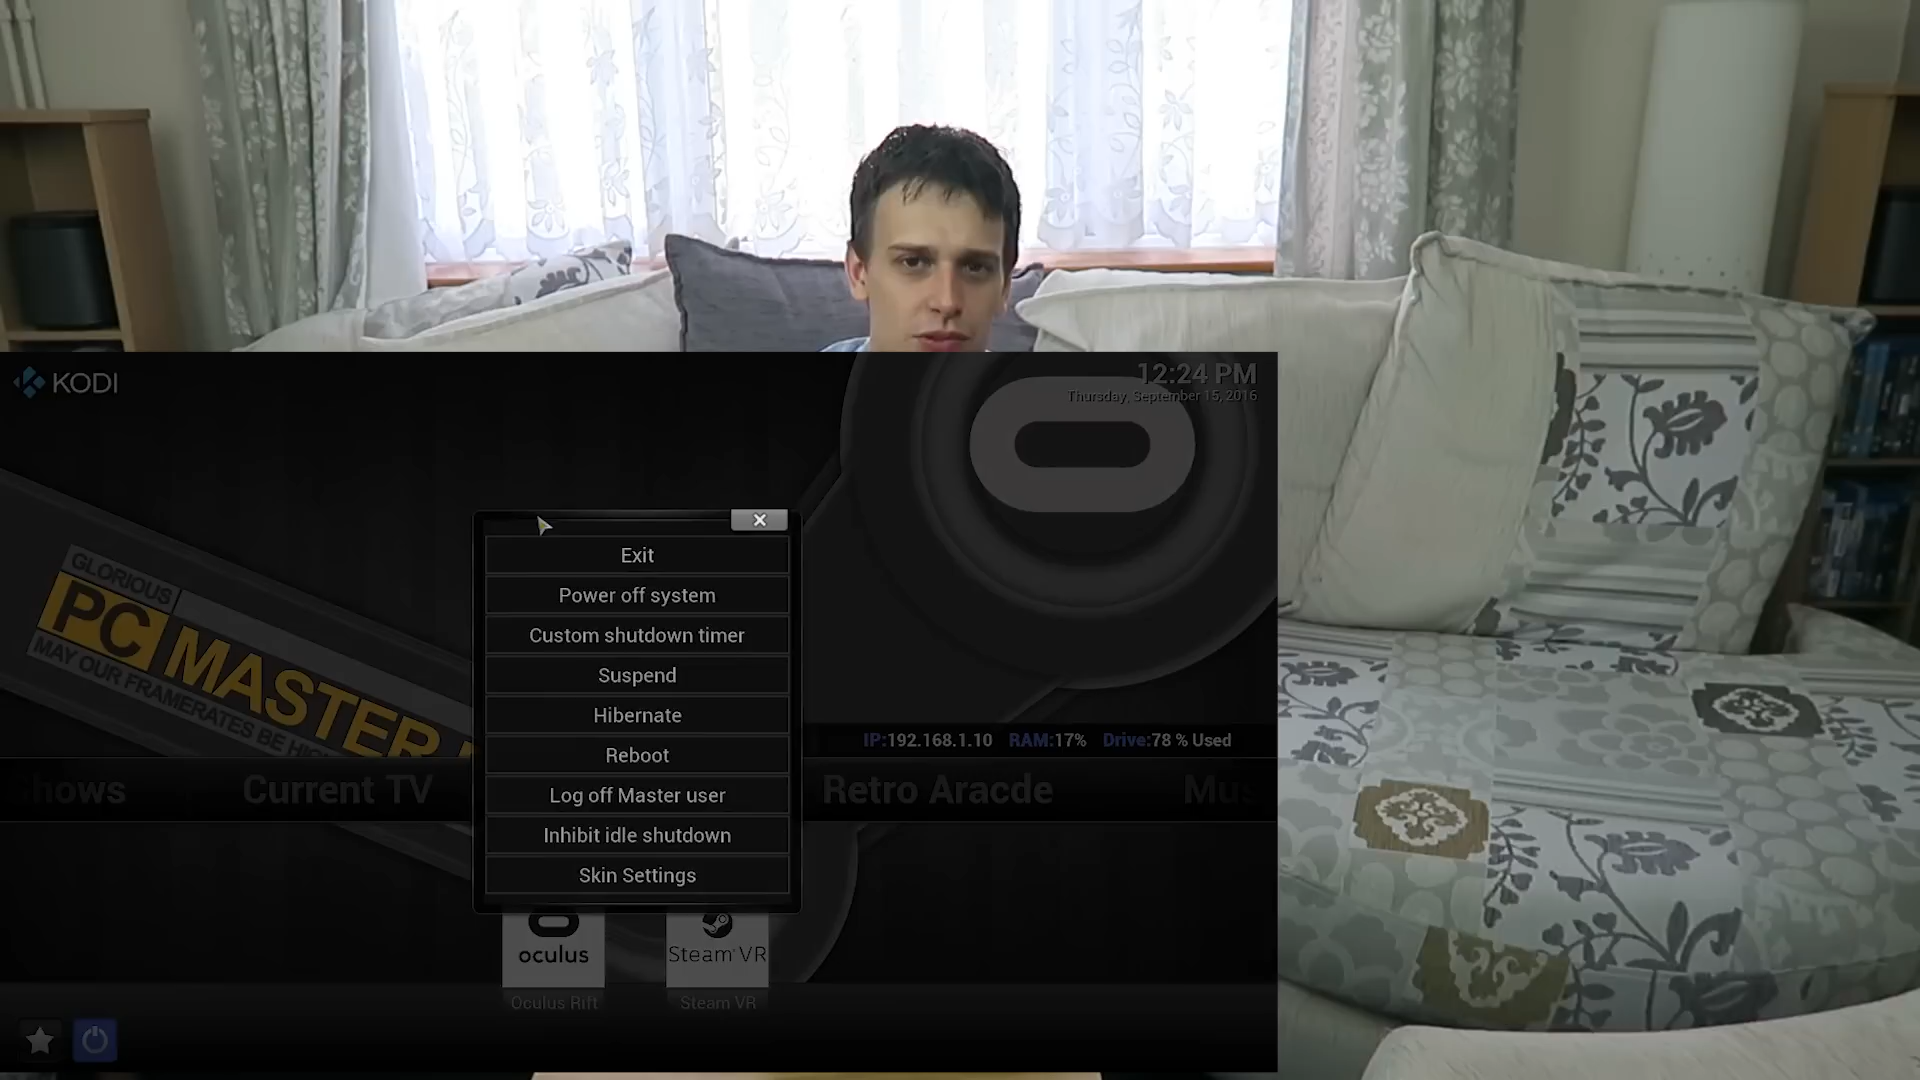 KODI
12:24 PM
Thursday, September 15, 2016
Exit
Power off system
Custom shutdown timer
Suspend
Hibernate
Reboot
Log off Master user
Inhibit idle shutdown
Skin Settings
GLORIOUS
PC MASTER
MAY OUR FRAMERATES BE HIG
IP:192.168.1.10 RAM:17% Drive:78 % Used
hows
Current TV
Retro Aracde
Mus
oculus
Steam VR
Oculus Rift
Steam VR